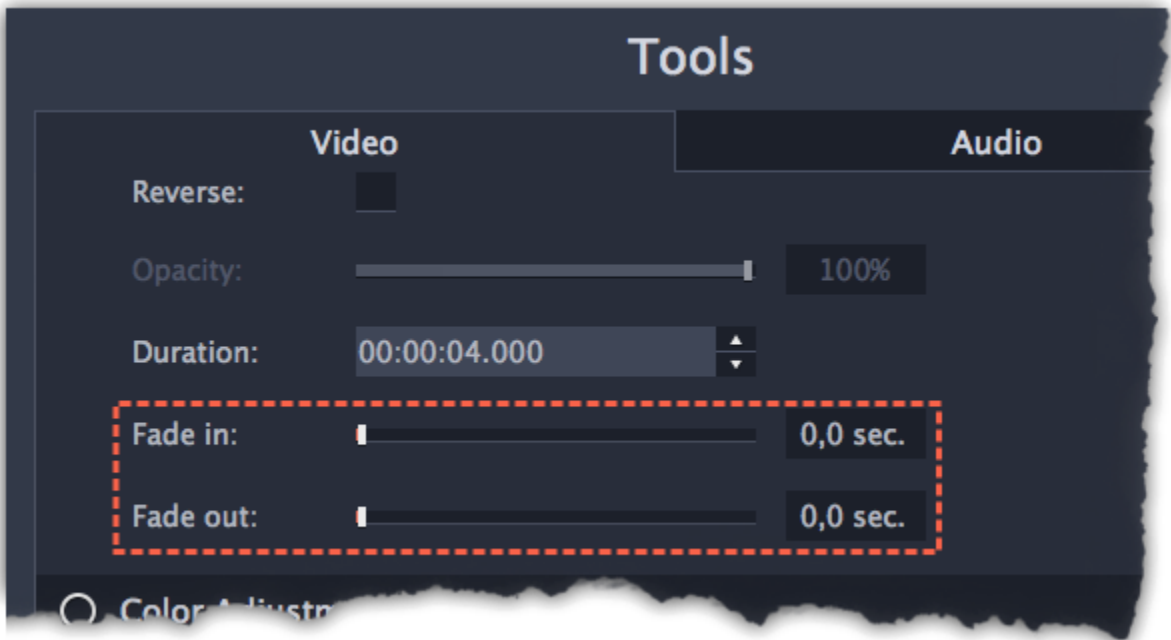 Tools
Video Audio
Reverse:
Opacity: 100%
Duration: 00:00:04.000
Fade in: 0,0 sec.
Fade out: 0,0 sec.
Color